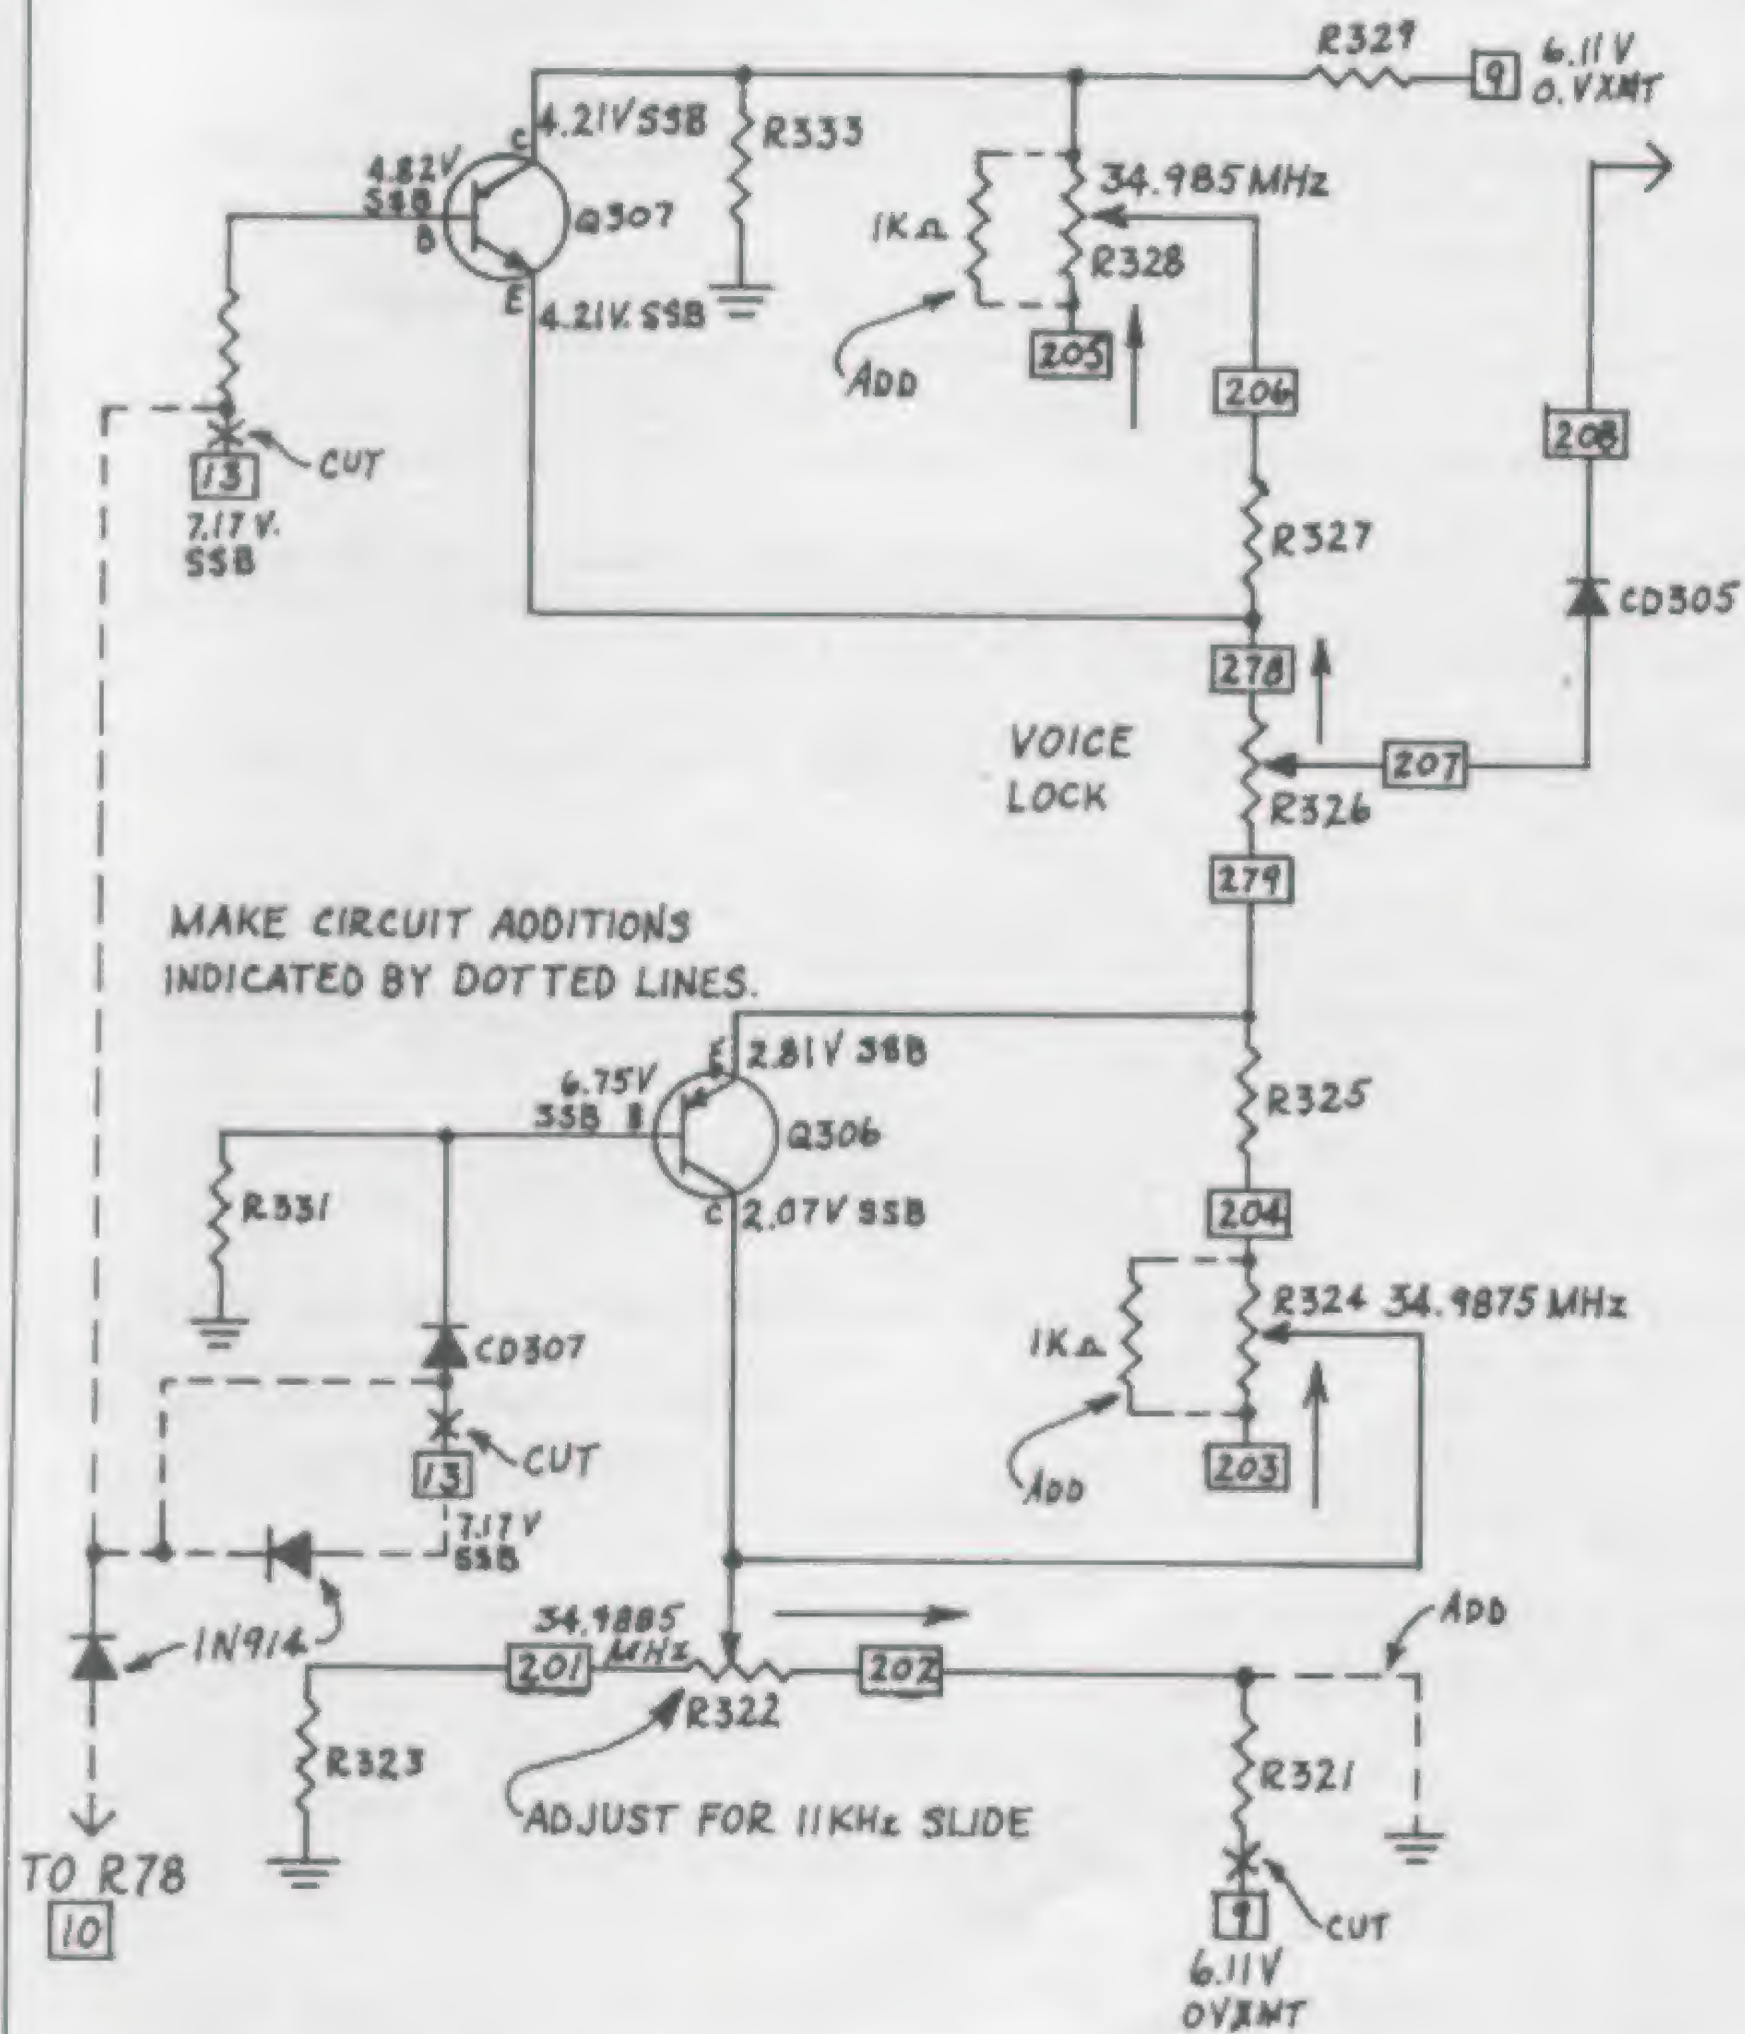 R329
9
6.11V
0.VXMT
C
4.21V SSB
R333
4.82V
SSB
B
Q307
E
4.21V. SSB
1KΩ
34.985 MHz
R328
ADD
205
206
208
CUT
13
7.17 V.
SSB
R327
CD305
278
VOICE
LOCK
207
R326
279
MAKE CIRCUIT ADDITIONS
INDICATED BY DOTTED LINES.
E
2.81V SSB
6.75V
SSB B
Q306
R325
R331
C
2.07V SSB
204
CD307
1KΩ
R324 34.9875 MHz
CUT
13
7.17 V
SSB
ADD
203
1N914
34.9885
MHz
201
202
ADD
R322
R323
R321
ADJUST FOR 11KHz SLIDE
TO R78
10
9
CUT
6.11V
0VXMT